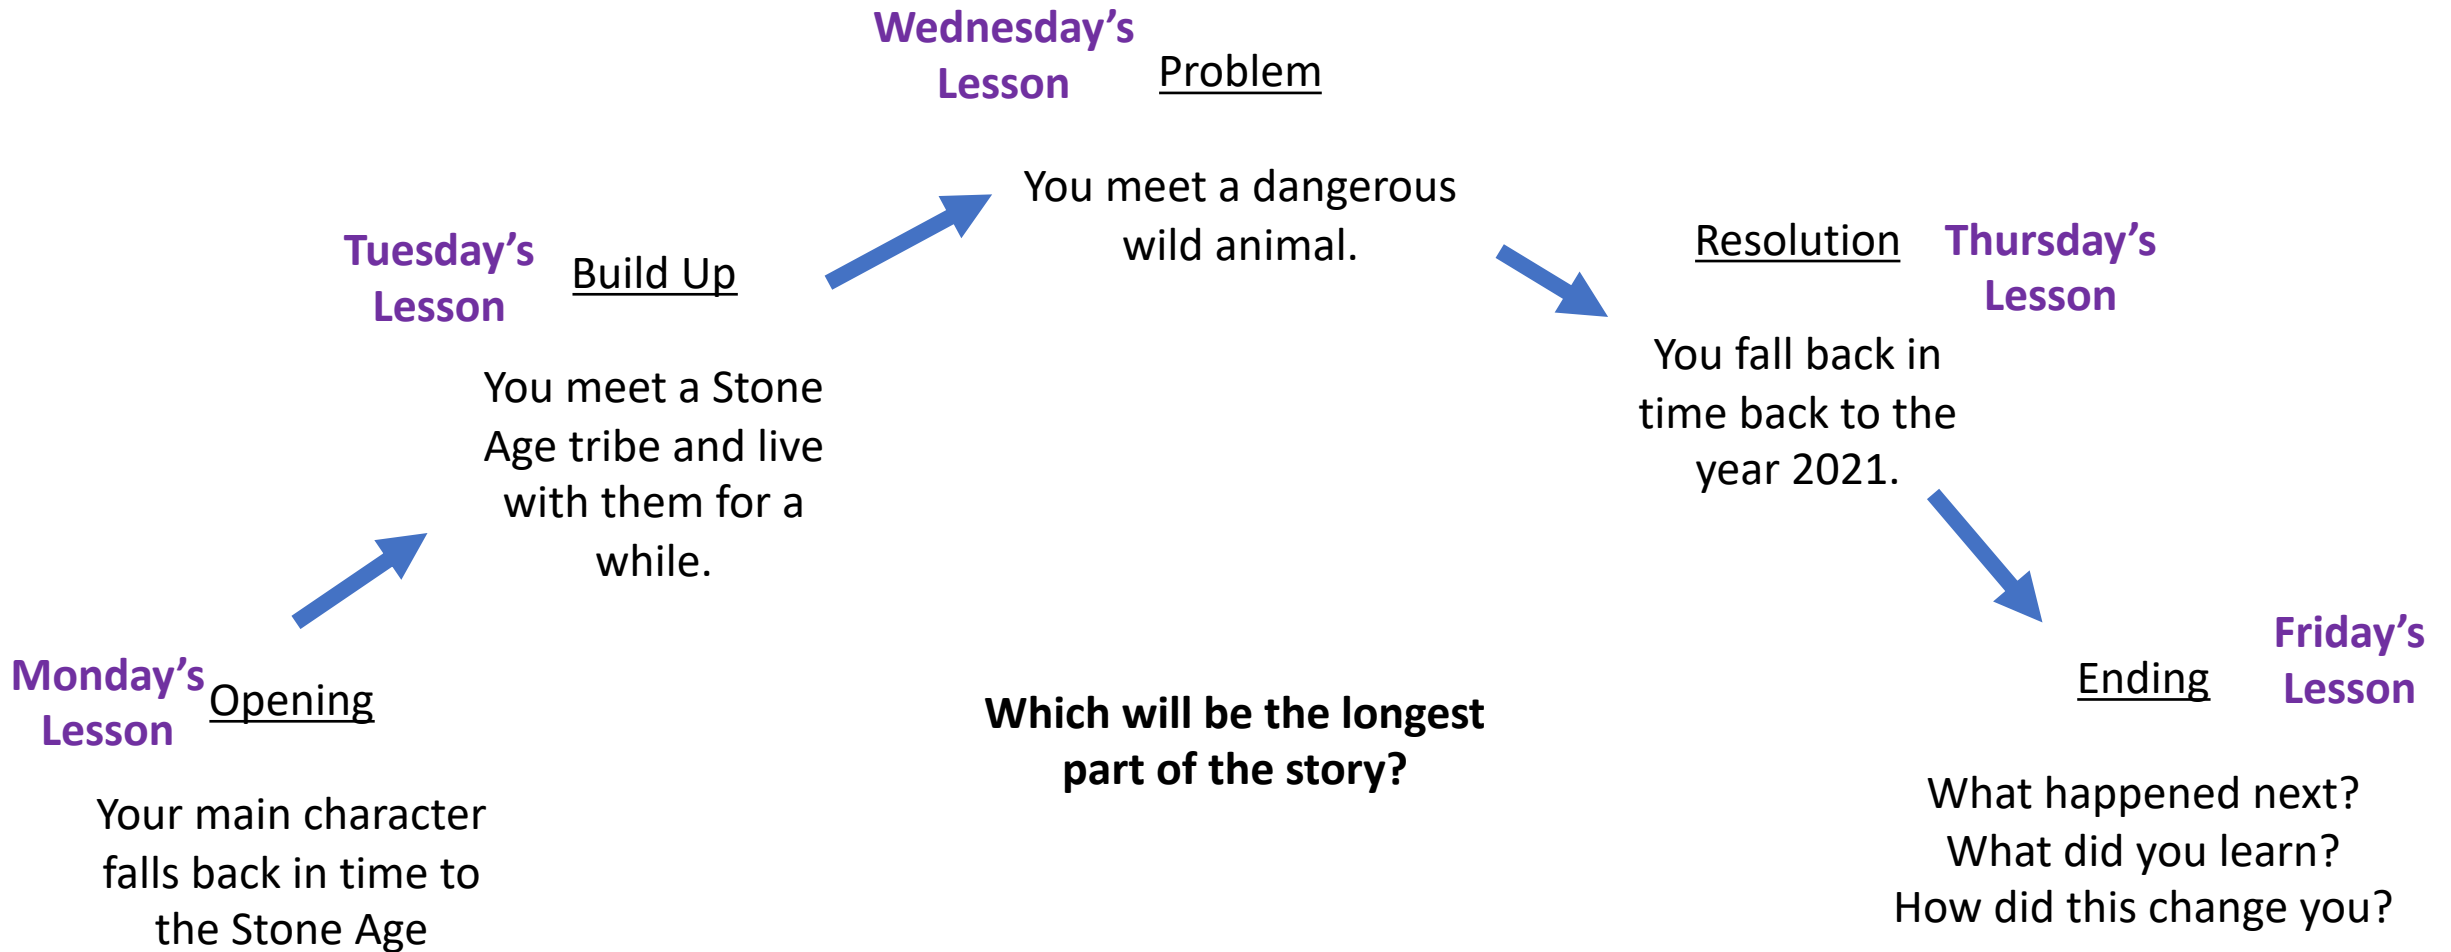 Monday's
Lesson
Opening
Your main character
falls back in time to
the Stone Age
Tuesday's
Lesson
Build Up
You meet a Stone
Age tribe and live
with them for a
while.
Wednesday's
Lesson
Problem
You meet a dangerous
wild animal.
Resolution
Thursday's
Lesson
You fall back in
time back to the
year 2021.
Ending
Friday's
Lesson
What happened next?
What did you learn?
How did this change you?
Which will be the longest
part of the story?